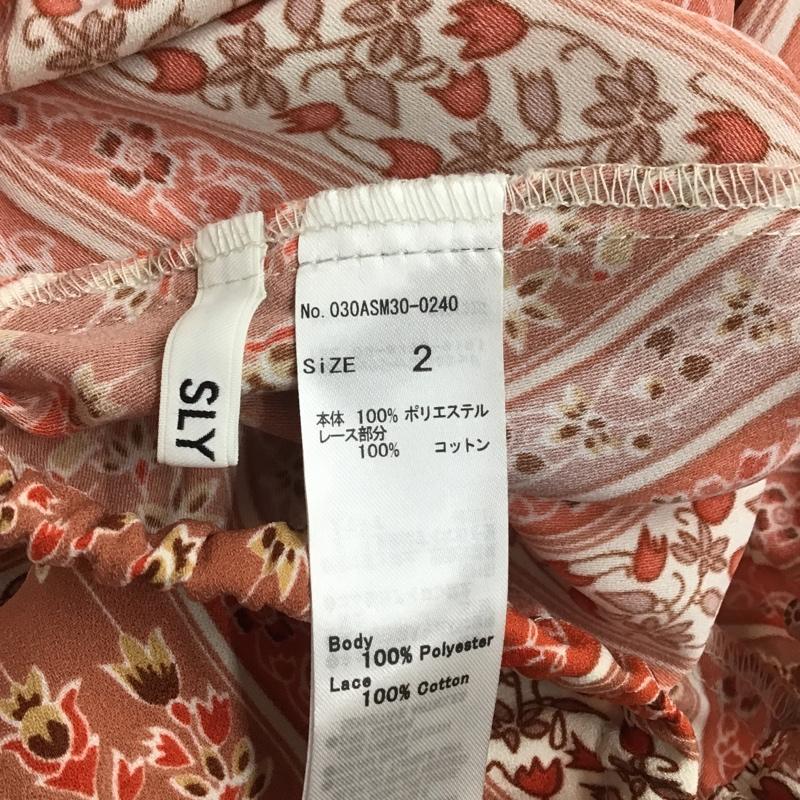 No. 030ASM30-0240
SiZE 2
本体 100% ポリエステル
レース部分
100% コットン
Body
100% Polyester
Lace
100% Cotton
SLY